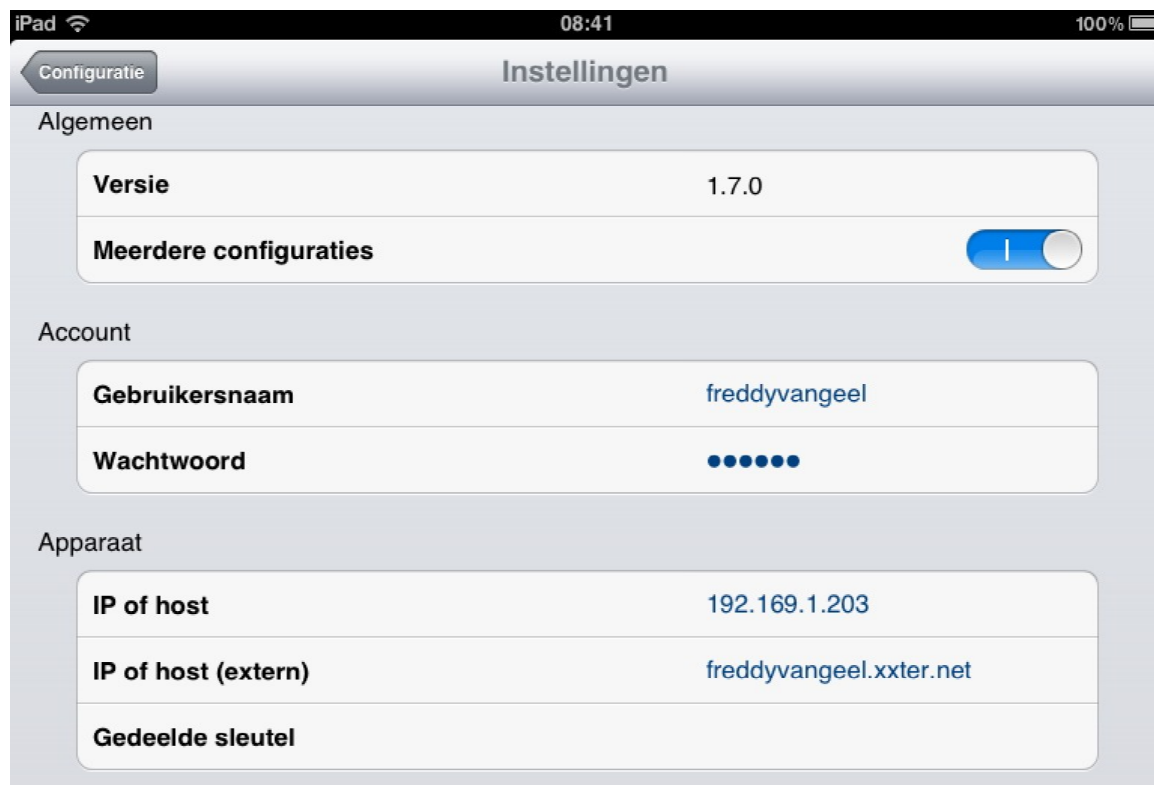 iPad 08:41 100%
Configuratie Instellingen
Algemeen
Versie 1.7.0
Meerdere configuraties
Account
Gebruikersnaam freddyvangeel
Wachtwoord ●●●●●●
Apparaat
IP of host 192.169.1.203
IP of host (extern) freddyvangeel.xxter.net
Gedeelde sleutel